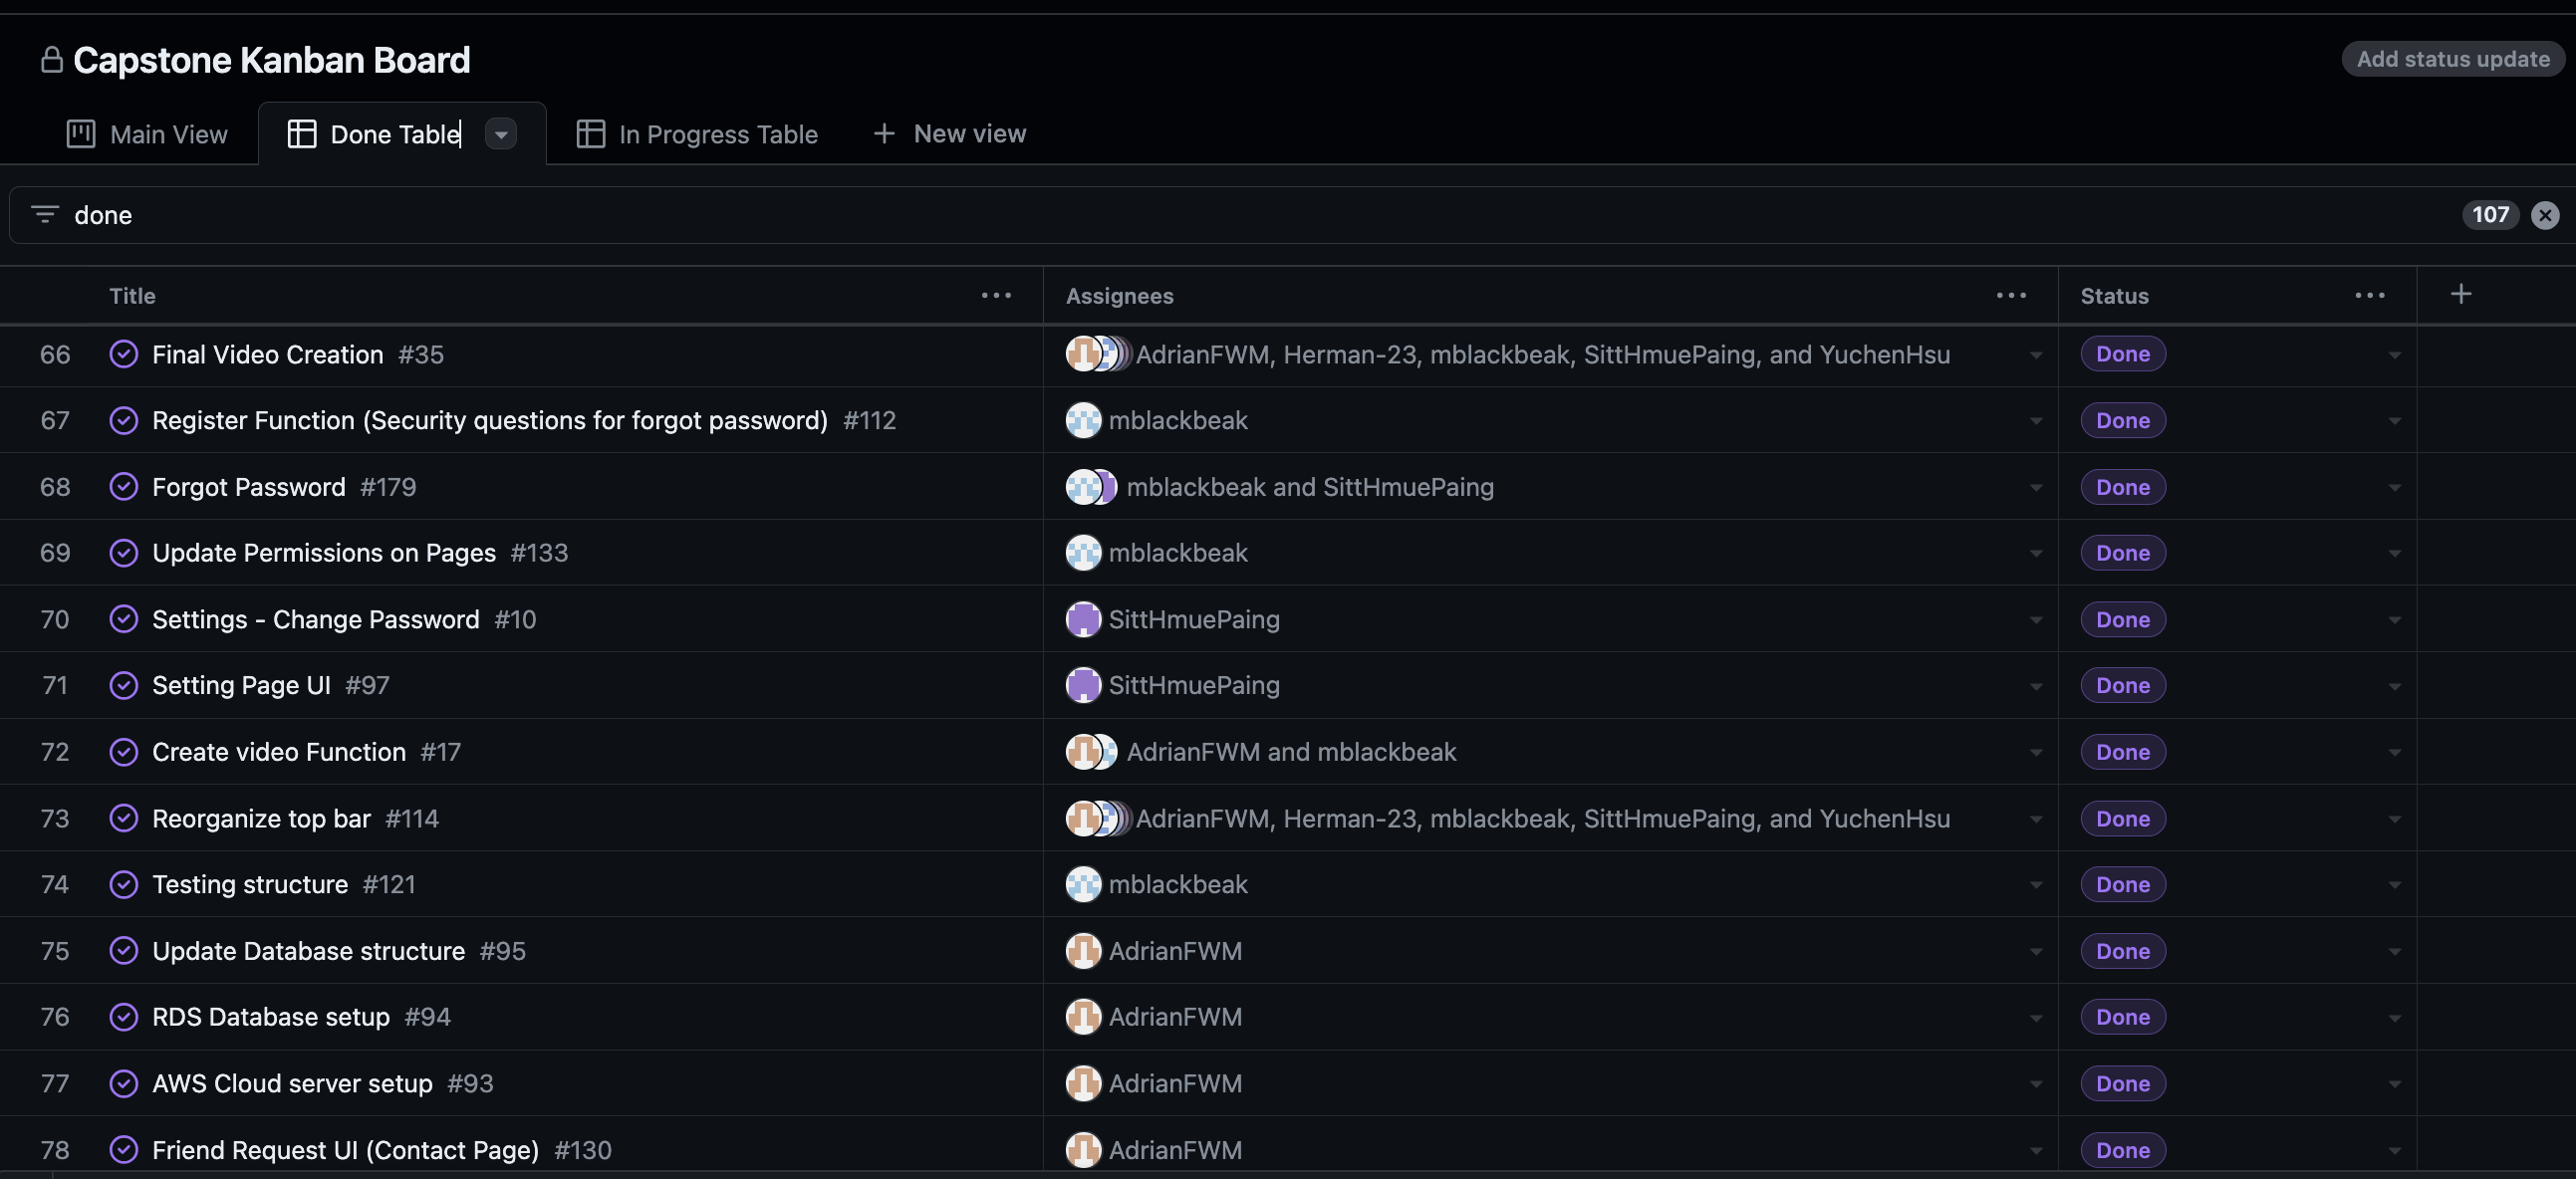 Capstone Kanban Board
Add status update
Main View Done Table In Progress Table + New view
done 107
Title ... Assignees ... Status ... +
66 Final Video Creation #35 AdrianFWM, Herman-23, mblackbeak, SittHmuePaing, and YuchenHsu Done
67 Register Function (Security questions for forgot password) #112 mblackbeak Done
68 Forgot Password #179 mblackbeak and SittHmuePaing Done
69 Update Permissions on Pages #133 mblackbeak Done
70 Settings - Change Password #10 SittHmuePaing Done
71 Setting Page UI #97 SittHmuePaing Done
72 Create video Function #17 AdrianFWM and mblackbeak Done
73 Reorganize top bar #114 AdrianFWM, Herman-23, mblackbeak, SittHmuePaing, and YuchenHsu Done
74 Testing structure #121 mblackbeak Done
75 Update Database structure #95 AdrianFWM Done
76 RDS Database setup #94 AdrianFWM Done
77 AWS Cloud server setup #93 AdrianFWM Done
78 Friend Request UI (Contact Page) #130 AdrianFWM Done